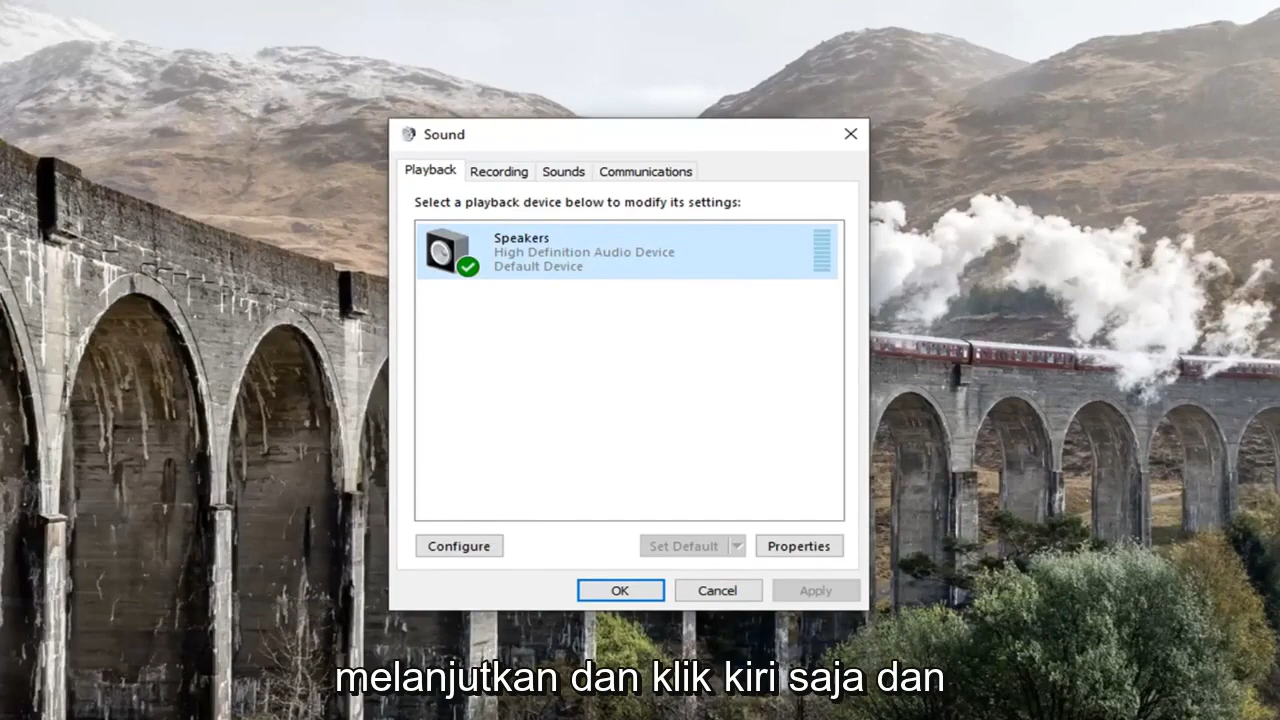 Sound
Playback
Recording
Sounds
Communications
Select a playback device below to modify its settings:
Speakers
High Definition Audio Device
Default Device
Configure
Set Default
Properties
OK
Cancel
Apply
melanjutkan dan klik kiri saja dan